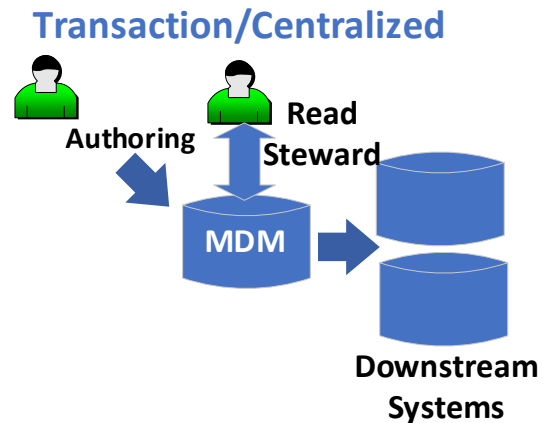 Transaction/Centralized
Authoring
Read
Steward
MDM
Downstream
Systems